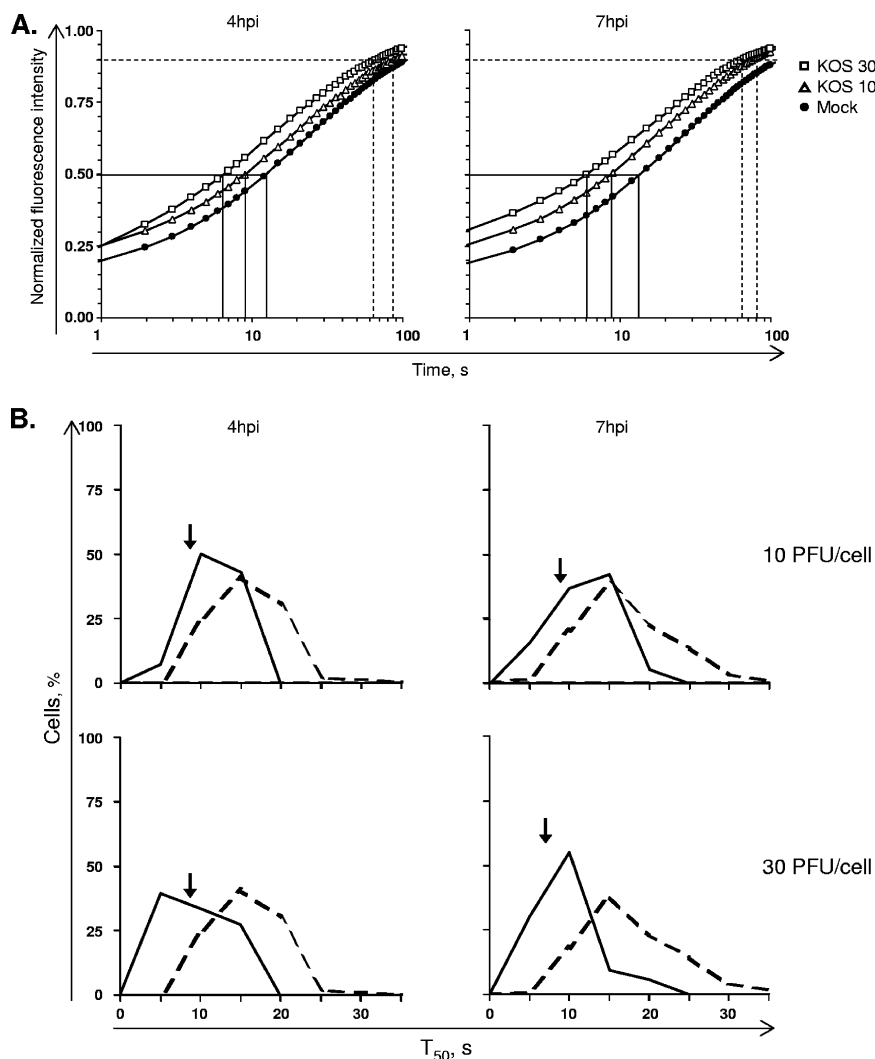 A.
4hpi
7hpi
Normalized fluorescence intensity
1.00
0.75
0.50
0.25
0.00
1
10
100
1
10
100
Time, s
KOS 30
KOS 10
Mock
B.
4hpi
7hpi
Cells, %
100
75
50
25
0
10 PFU/cell
100
75
50
25
0
30 PFU/cell
0
10
20
30
0
10
20
30
T50, s